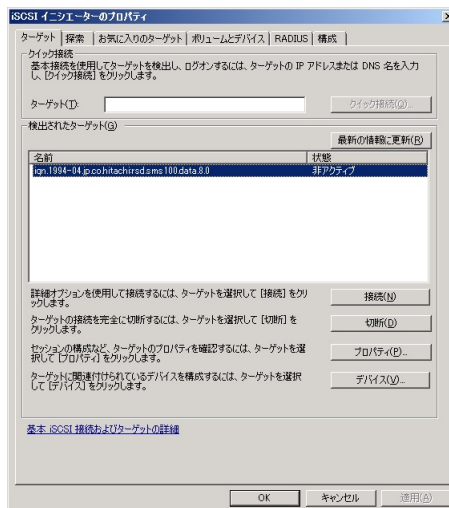 iSCSI イニシエーターのプロパティ
ターゲット 探索 お気に入りのターゲット ボリュームとデバイス RADIUS 構成
クイック接続
基本接続を使用してターゲットを検出し、ログオンするには、ターゲットの IP アドレスまたは DNS 名を入力
し、[クイック接続] をクリックします。
ターゲット(T): クイック接続(Q)...
検出されたターゲット(G)
最新の情報に更新(R)
名前 状態
iqn.1994-04.jp.co.hitachi:rsd.sms100.data.8.0 非アクティブ
詳細オプションを使用して接続するには、ターゲットを選択して [接続] をクリ
ックします。
接続(N)
ターゲットの接続を完全に切断するには、ターゲットを選択して [切断] を
クリックします。
切断(D)
セッションの構成など、ターゲットのプロパティを確認するには、ターゲットを選
択して [プロパティ] をクリックします。
プロパティ(P)...
ターゲットに関連付けられているデバイスを構成するには、ターゲットを選択
して [デバイス] をクリックします。
デバイス(V)...
基本 iSCSI 接続およびターゲットの詳細
OK キャンセル 適用(A)